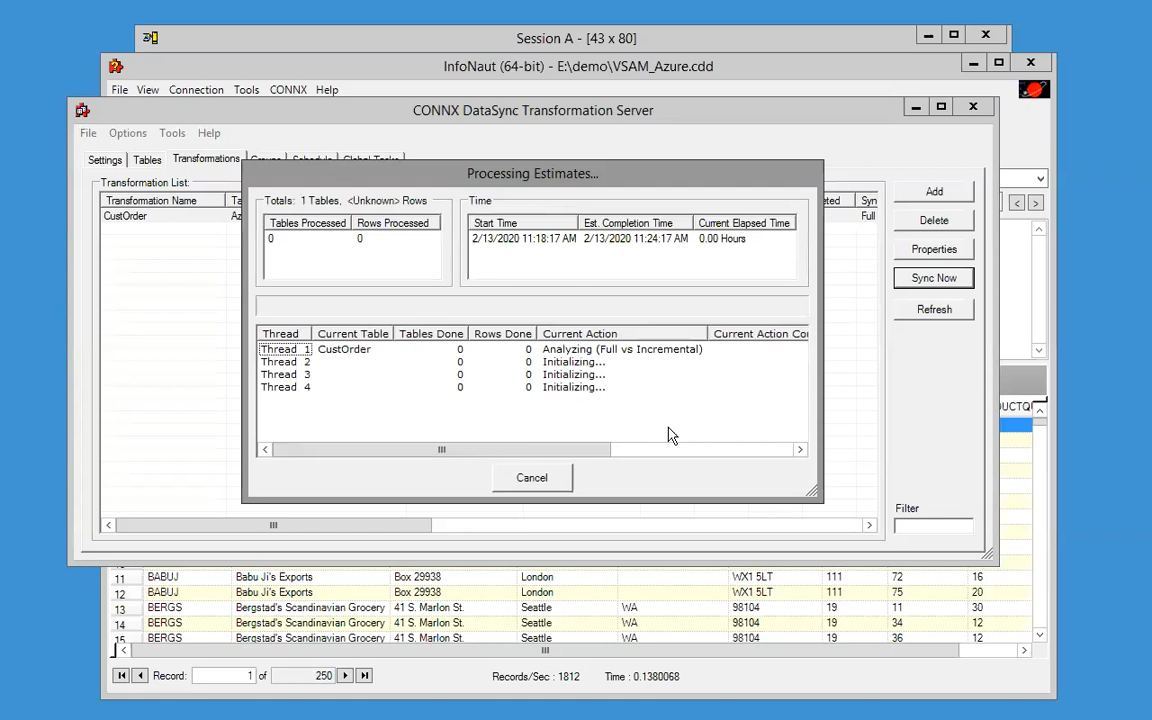 Session A - [43 x 80]
InfoNaut (64-bit) - E:\demo\VSAM_Azure.cdd
File View Connection Tools CONNX Help
CONNX DataSync Transformation Server
File Options Tools Help
Settings Tables Transformations Groups Schedule Global Tasks
Processing Estimates...
Transformation List:
Transformation Name
CustOrder Az
Syn
Full
Totals: 1 Tables, <Unknown> Rows
Tables Processed Rows Processed
0 0
Time
Start Time Est. Completion Time Current Elapsed Time
2/13/2020 11:18:17 AM 2/13/2020 11:24:17 AM 0.00 Hours
Thread Current Table Tables Done Rows Done Current Action Current Action Cou
Thread 1 CustOrder 0 0 Analyzing (Full vs Incremental)
Thread 2 0 0 Initializing...
Thread 3 0 0 Initializing...
Thread 4 0 0 Initializing...
Cancel
Add
Delete
Properties
Sync Now
Refresh
Filter
11 BABUJ Babu Ji's Exports Box 29938 London WX1 5LT 111 72 16
12 BABUJ Babu Ji's Exports Box 29938 London WX1 5LT 111 75 20
13 BERGS Bergstad's Scandinavian Grocery 41 S. Marlon St. Seattle WA 98104 19 11 30
14 BERGS Bergstad's Scandinavian Grocery 41 S. Marlon St. Seattle WA 98104 19 34 12
15 BERGS Bergstad's Scandinavian Grocery 41 S. Marlon St. Seattle WA 98104 19 36 12
Record: 1 of 250 Records/Sec : 1812 Time : 0.1380068